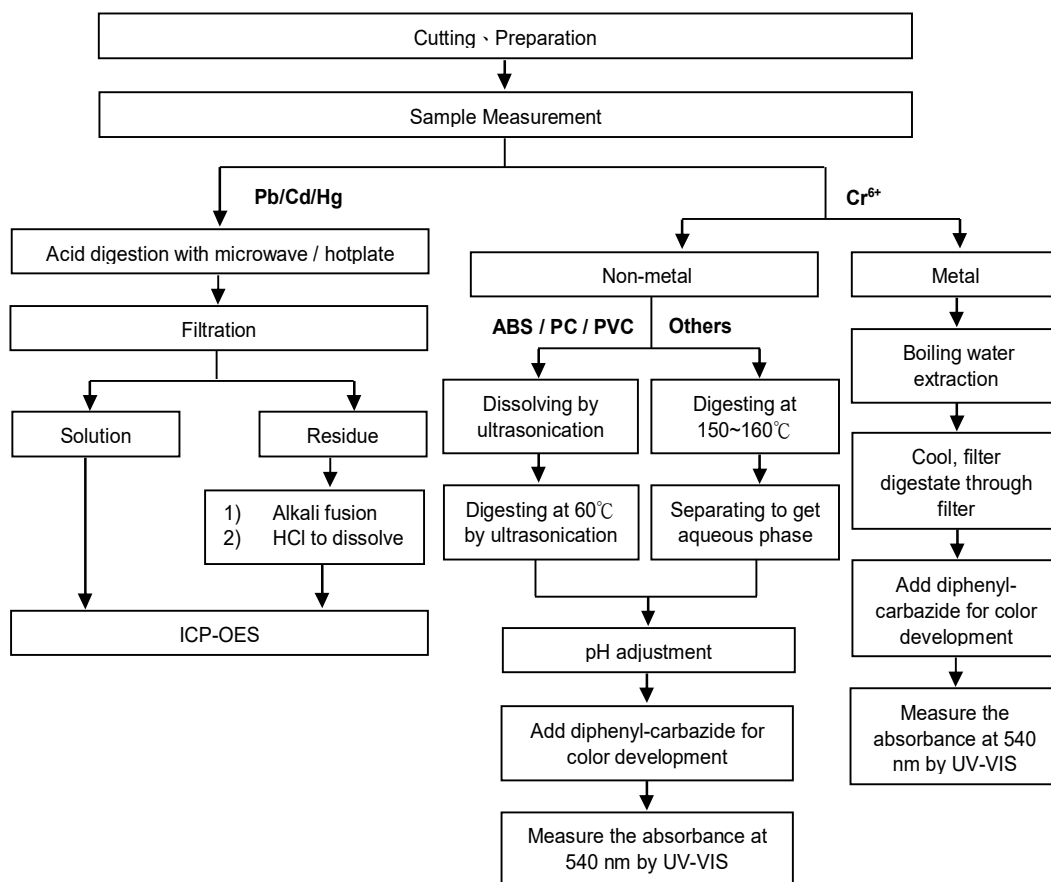 Cutting、Preparation
Sample Measurement
Pb/Cd/Hg
Cr⁶⁺
Acid digestion with microwave / hotplate
Filtration
Solution
Residue
1) Alkali fusion
2) HCl to dissolve
ICP-OES
Non-metal
ABS / PC / PVC
Others
Dissolving by
ultrasonication
Digesting at
150~160℃
Digesting at 60℃
by ultrasonication
Separating to get
aqueous phase
pH adjustment
Add diphenyl-carbazide for
color development
Measure the absorbance at
540 nm by UV-VIS
Metal
Boiling water
extraction
Cool, filter
digestate through
filter
Add diphenyl-
carbazide for color
development
Measure the
absorbance at 540
nm by UV-VIS